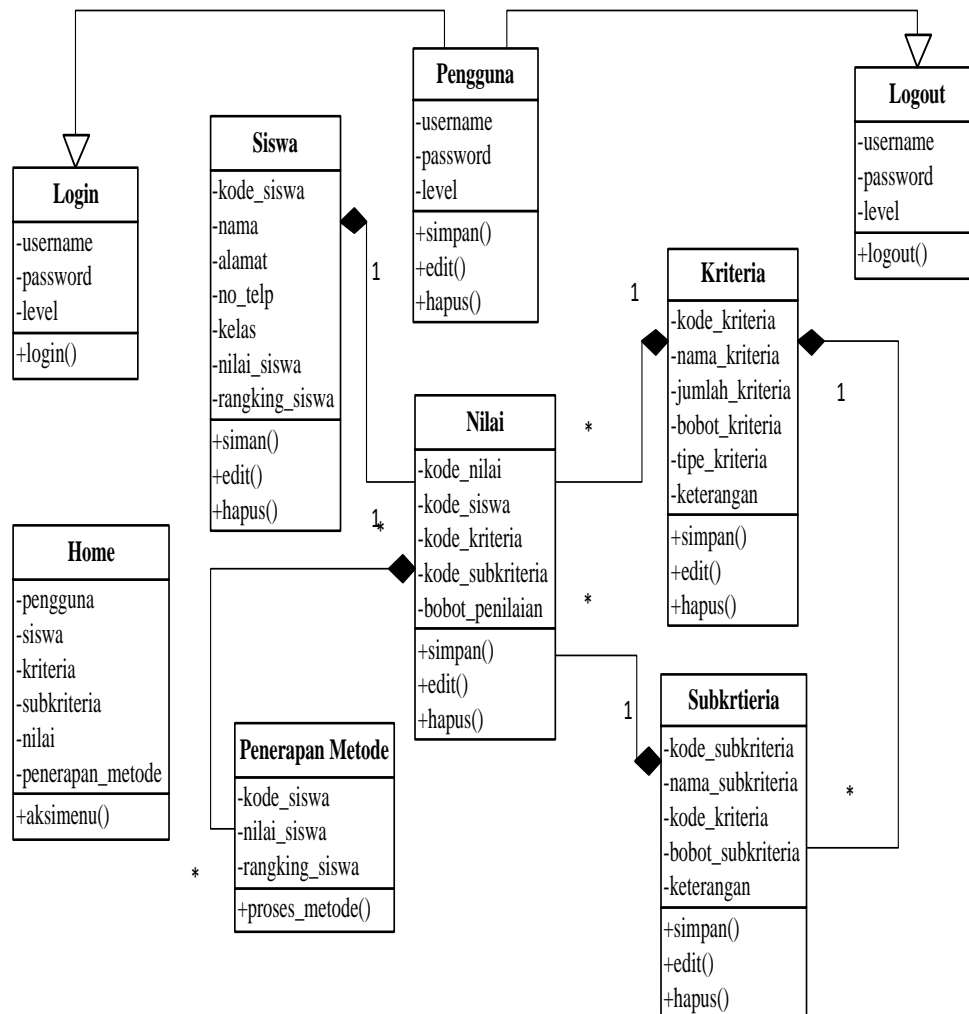 Pengguna
-username
-password
-level
+simpan()
+edit()
+hapus()
Logout
-username
-password
-level
+logout()
Siswa
-kode_siswa
-nama
-alamat
-no_telp
-kelas
-nilai_siswa
-rangking_siswa
+siman()
+edit()
+hapus()
Login
-username
-password
-level
+login()
1
1
Kriteria
-kode_kriteria
-nama_kriteria
-jumlah_kriteria
-bobot_kriteria
-tipe_kriteria
-keterangan
+simpan()
+edit()
+hapus()
1
*
Nilai
-kode_nilai
-kode_siswa
-kode_kriteria
-kode_subkriteria
-bobot_penilaian
+simpan()
+edit()
+hapus()
1
*
*
Home
-pengguna
-siswa
-kriteria
-subkriteria
-nilai
-penerapan_metode
+aksimenu()
1
*
Penerapan Metode
-kode_siswa
-nilai_siswa
-rangking_siswa
+proses_metode()
*
Subkrtieria
-kode_subkriteria
-nama_subkriteria
-kode_kriteria
-bobot_subkriteria
-keterangan
+simpan()
+edit()
+hapus()